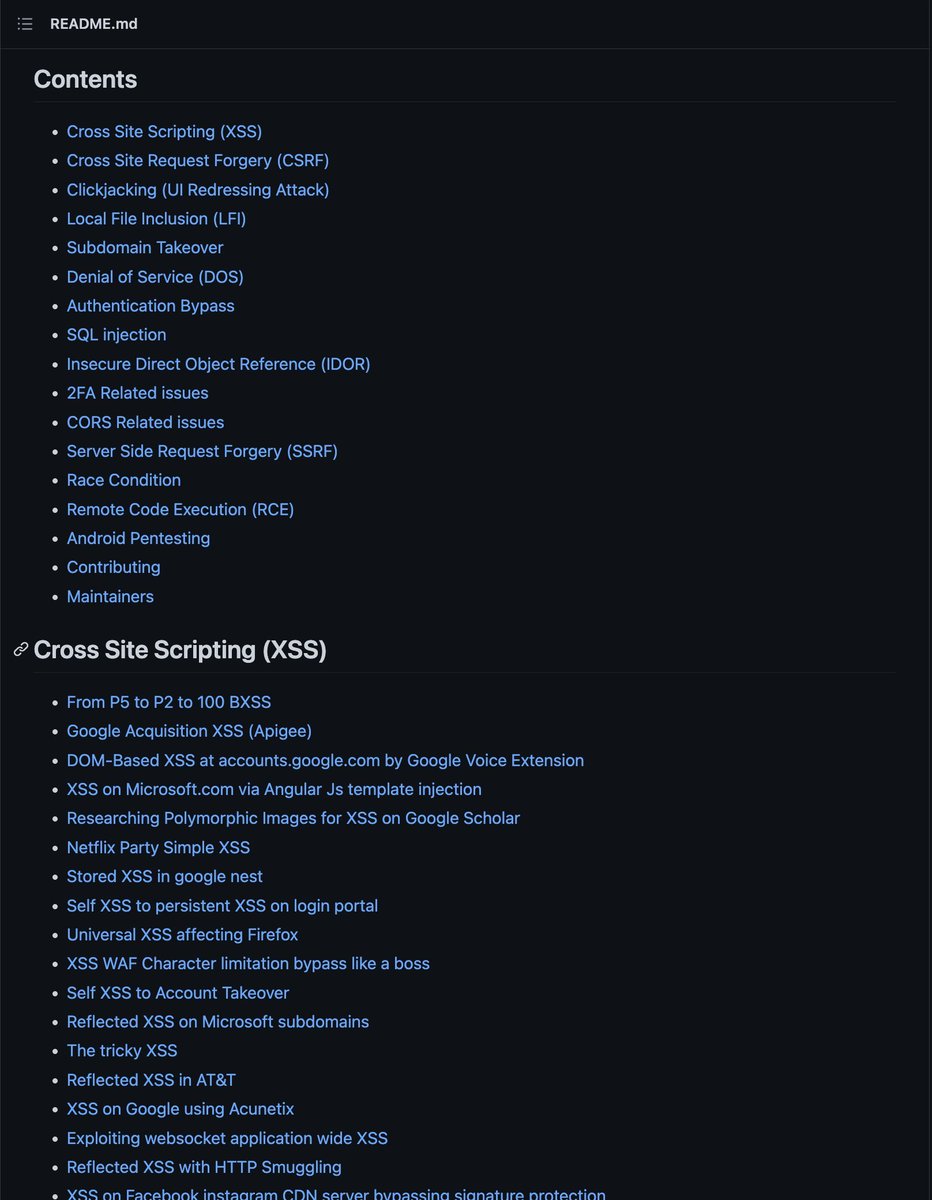 README.md
Contents
Cross Site Scripting (XSS)
Cross Site Request Forgery (CSRF)
Clickjacking (UI Redressing Attack)
Local File Inclusion (LFI)
Subdomain Takeover
Denial of Service (DOS)
Authentication Bypass
SQL injection
Insecure Direct Object Reference (IDOR)
2FA Related issues
CORS Related issues
Server Side Request Forgery (SSRF)
Race Condition
Remote Code Execution (RCE)
Android Pentesting
Contributing
Maintainers
Cross Site Scripting (XSS)
From P5 to P2 to 100 BXSS
Google Acquisition XSS (Apigee)
DOM-Based XSS at accounts.google.com by Google Voice Extension
XSS on Microsoft.com via Angular Js template injection
Researching Polymorphic Images for XSS on Google Scholar
Netflix Party Simple XSS
Stored XSS in google nest
Self XSS to persistent XSS on login portal
Universal XSS affecting Firefox
XSS WAF Character limitation bypass like a boss
Self XSS to Account Takeover
Reflected XSS on Microsoft subdomains
The tricky XSS
Reflected XSS in AT&T
XSS on Google using Acunetix
Exploiting websocket application wide XSS
Reflected XSS with HTTP Smuggling
XSS on Facebook instagram CDN server bypassing signature protection